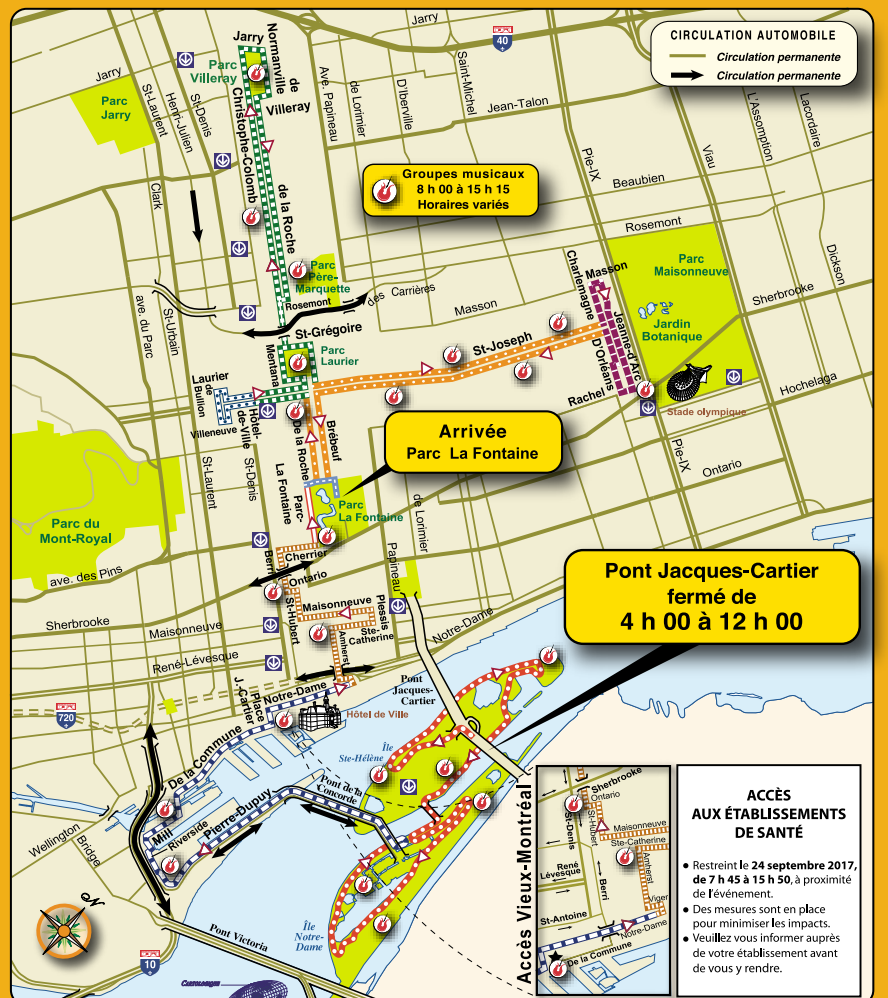 Jarry
40
CIRCULATION AUTOMOBILE
Circulation permanente
Circulation permanente
Jarry
Normanville
de
Villeray
Parc
Villeray
Jarry
St-Laurent
Henri-Julien
St-Denis
Parc
Jarry
Christophe-Colomb
de la Roche
Ave. Papineau
de Lorimier
D'Iberville
Saint-Michel
Jean-Talon
Pie-IX
Viau
L'Assomption
Lacordaire
Clark
Groupes musicaux
8 h 00 à 15 h 15
Horaires variés
Beaubien
Rosemont
Parc
Père-
Marquette
Rosemont
des Carrières
Masson
Charlemagne
Masson
Parc
Maisonneuve
Dickson
Sherbrooke
ave. du Parc
St-Urbain
St-Grégoire
Mentana
Parc
Laurier
St-Joseph
D'Orléans
Jeanne-d'Arc
Jardin
Botanique
Laurier
de
Bullion
Villeneuve
Hôtel-
de-Ville
St-Denis
De la Roche
Brébeuf
Rachel
Stade olympique
Hochelaga
Arrivée
Parc La Fontaine
Pie-IX
Ontario
St-Laurent
Parc-
La Fontaine
Parc
La Fontaine
de Lorimier
Parc du
Mont-Royal
ave. des Pins
Berri
Cherrier
Ontario
Papineau
Pont Jacques-Cartier
fermé de
4 h 00 à 12 h 00
Sherbrooke
Maisonneuve
St-Hubert
Maisonneuve
Plessis
Ste-
Catherine
Amherst
Notre-Dame
René-Lévesque
720
Place
J. Cartier
Notre-Dame
Hôtel de Ville
Pont
Jacques-
Cartier
De la Commune
Île
Ste-Hélène
Pont de la
Concorde
Mill
Riverside
Pierre-Dupuy
Wellington
Bridge
Île
Notre-
Dame
Pont Victoria
10
Accès Vieux-Montréal
Sherbrooke
Ontario
St-Denis
St-Hubert
Maisonneuve
Ste-Catherine
René
Lévesque
Berri
Amherst
St-Antoine
Viger
Notre-Dame
De la Commune
ACCÈS
AUX ÉTABLISSEMENTS
DE SANTÉ
• Restreint le 24 septembre 2017,
de 7 h 45 à 15 h 50, à proximité
de l'événement.
• Des mesures sont en place
pour minimiser les impacts.
• Veuillez vous informer auprès
de votre établissement avant
de vous y rendre.